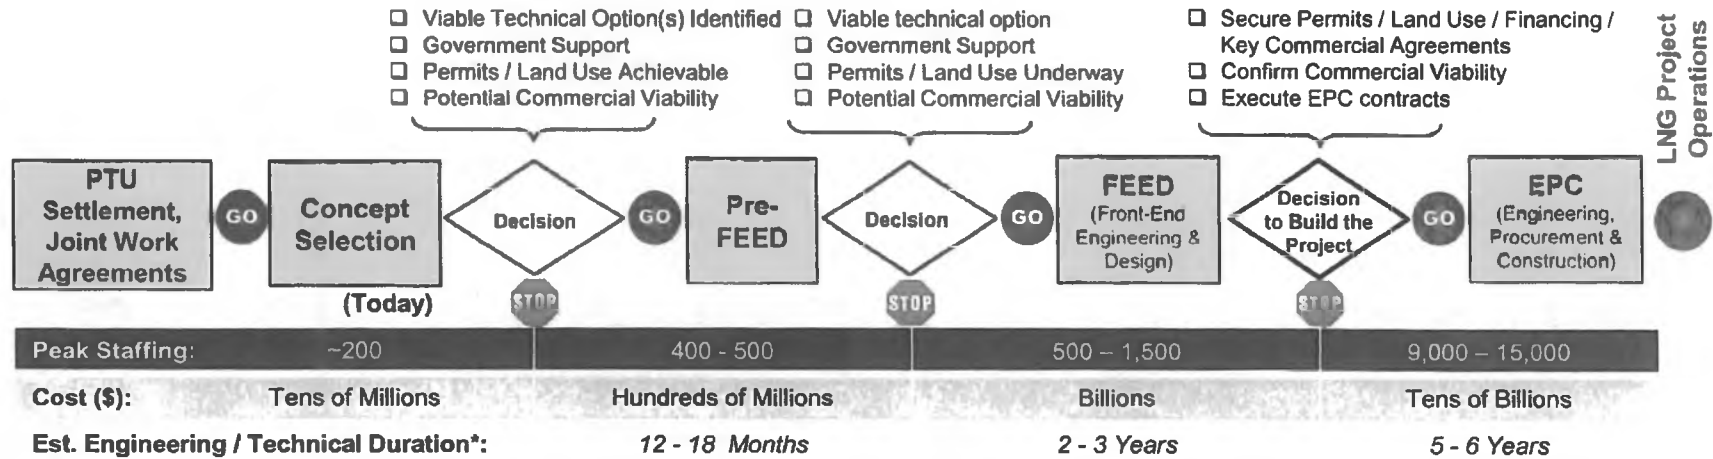 ❑ Viable Technical Option(s) Identified
❑ Government Support
❑ Permits / Land Use Achievable
❑ Potential Commercial Viability
❑ Viable technical option
❑ Government Support
❑ Permits / Land Use Underway
❑ Potential Commercial Viability
❑ Secure Permits / Land Use / Financing /
Key Commercial Agreements
❑ Confirm Commercial Viability
❑ Execute EPC contracts
LNG Project
Operations
PTU
Settlement,
Joint Work
Agreements
GO
Concept
Selection
(Today)
Decision
STOP
GO
Pre-
FEED
Decision
STOP
GO
FEED
(Front-End
Engineering &
Design)
Decision
to Build the
Project
STOP
GO
EPC
(Engineering,
Procurement &
Construction)
Peak Staffing: ~200 400 - 500 500 – 1,500 9,000 – 15,000
Cost ($): Tens of Millions Hundreds of Millions Billions Tens of Billions
Est. Engineering / Technical Duration*: 12 - 18 Months 2 - 3 Years 5 - 6 Years